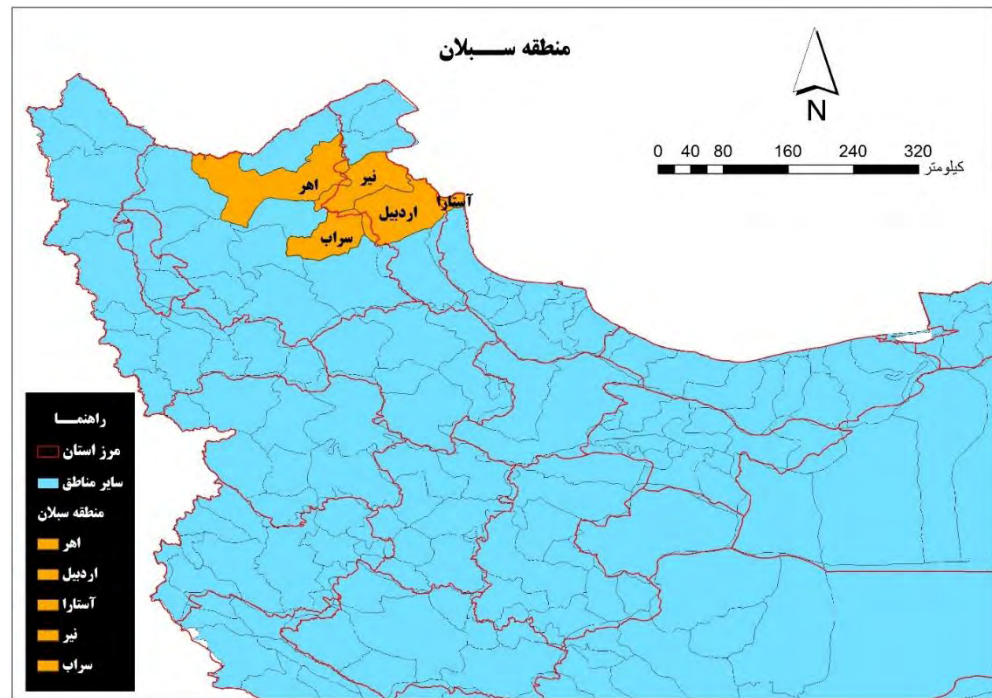 منطقه ســـبلان
N
0 40 80 160 240 320
کیلومتر
نیر
اهر
آستارا
اردبیل
سراب
راهنمـــا
مرز استان
سایر مناطق
منطقه سبلان
اهر
اردبیل
آستارا
نیر
سراب